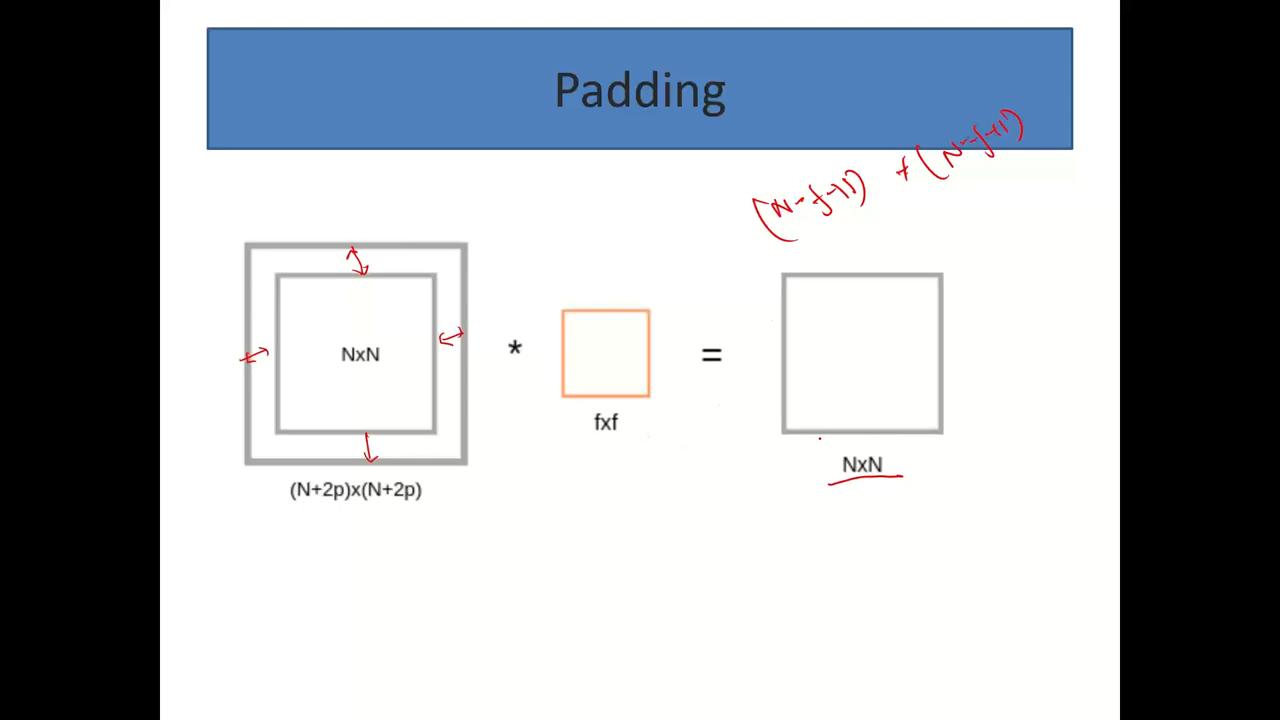 Padding
(N-f+1) * (N-f+1)
NxN
*
=
fxf
NxN
(N+2p)x(N+2p)